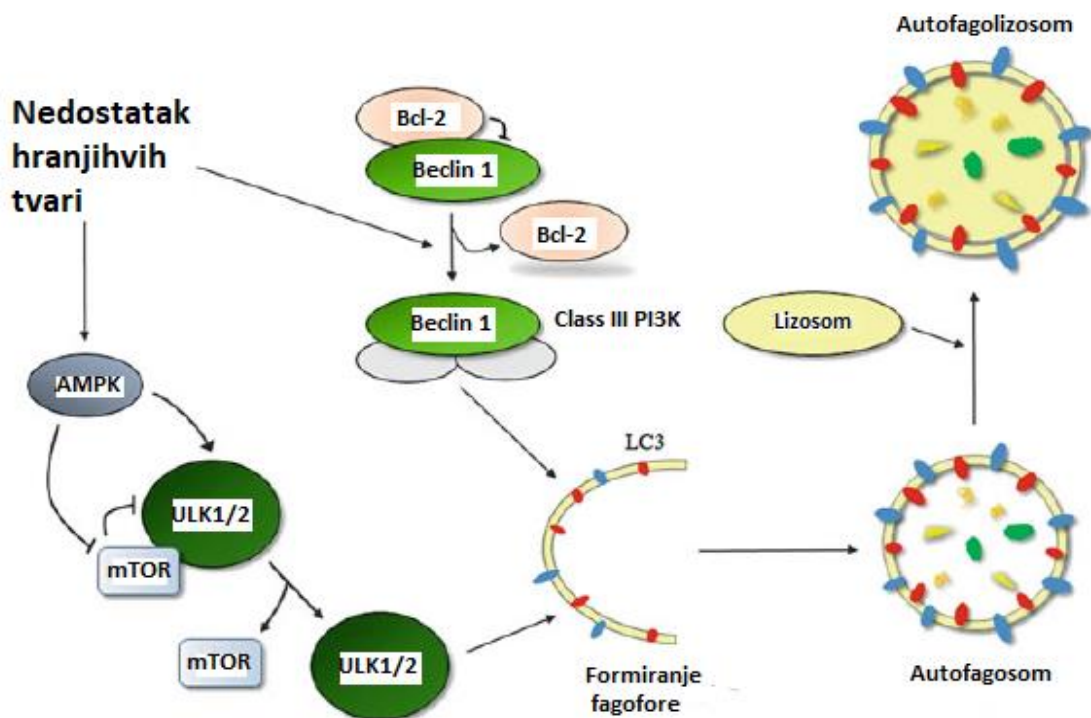 Autofagolizosom
Nedostatak
hranjihvih
tvari
Bcl-2
Beclin 1
Bcl-2
Beclin 1
Class III PI3K
Lizosom
AMPK
LC3
ULK1/2
mTOR
mTOR
ULK1/2
Formiranje
fagofore
Autofagosom